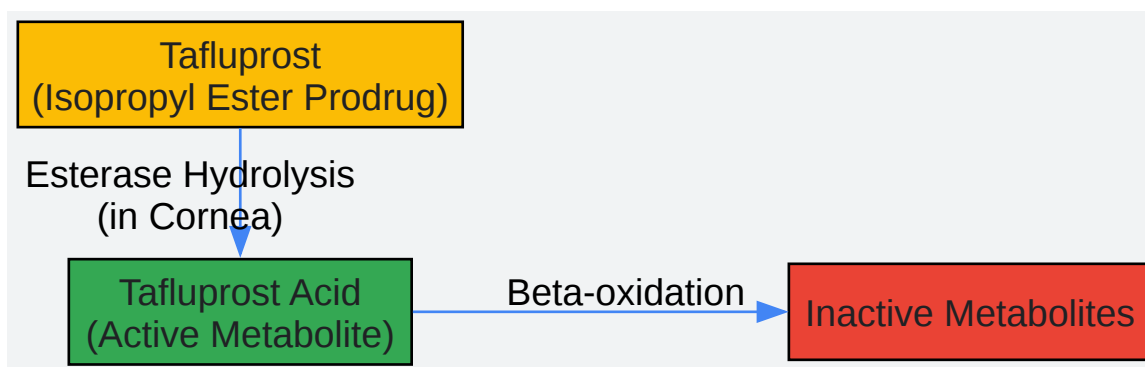 Tafluprost
(Isopropyl Ester Prodrug)
Esterase Hydrolysis
(in Cornea)
Tafluprost Acid
(Active Metabolite)
Beta-oxidation
Inactive Metabolites